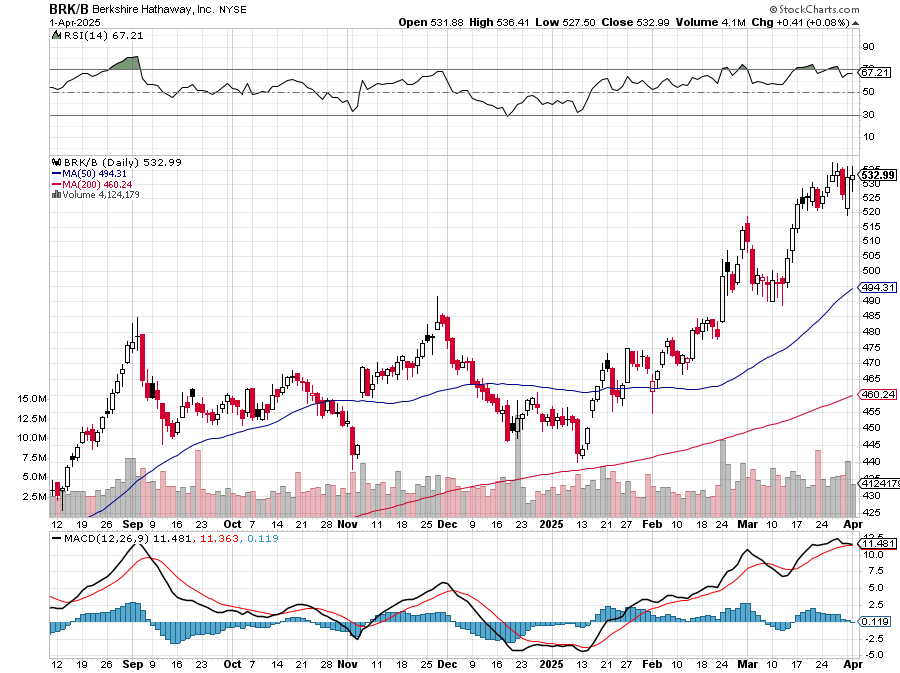 BRK/B Berkshire Hathaway, Inc. NYSE
© StockCharts.com
1-Apr-2025
Open 531.88 High 536.41 Low 527.50 Close 532.99 Volume 4.1M Chg +0.41 (+0.08%)
RSI(14) 67.21
90
70
67.21
50
30
10
BRK/B (Daily) 532.99
MA(50) 494.31
MA(200) 460.24
Volume 4,124,179
535
532.99
530
525
520
515
510
505
500
494.31
490
485
480
475
470
465
460.24
455
450
445
440
4124179
430
425
15.0M
12.5M
10.0M
7.5M
5.0M
2.5M
12 19 26 Sep 9 16 23 Oct 7 14 21 28 Nov 11 18 25 Dec 9 16 23 2025 13 21 27 Feb 10 18 24 Mar 10 17 24 Apr
MACD(12,26,9) 11.481, 11.363, 0.119
12.5
11.481
10.0
7.5
5.0
2.5
0.119
-2.5
-5.0
12 19 26 Sep 9 16 23 Oct 7 14 21 28 Nov 11 18 25 Dec 9 16 23 2025 13 21 27 Feb 10 18 24 Mar 10 17 24 Apr